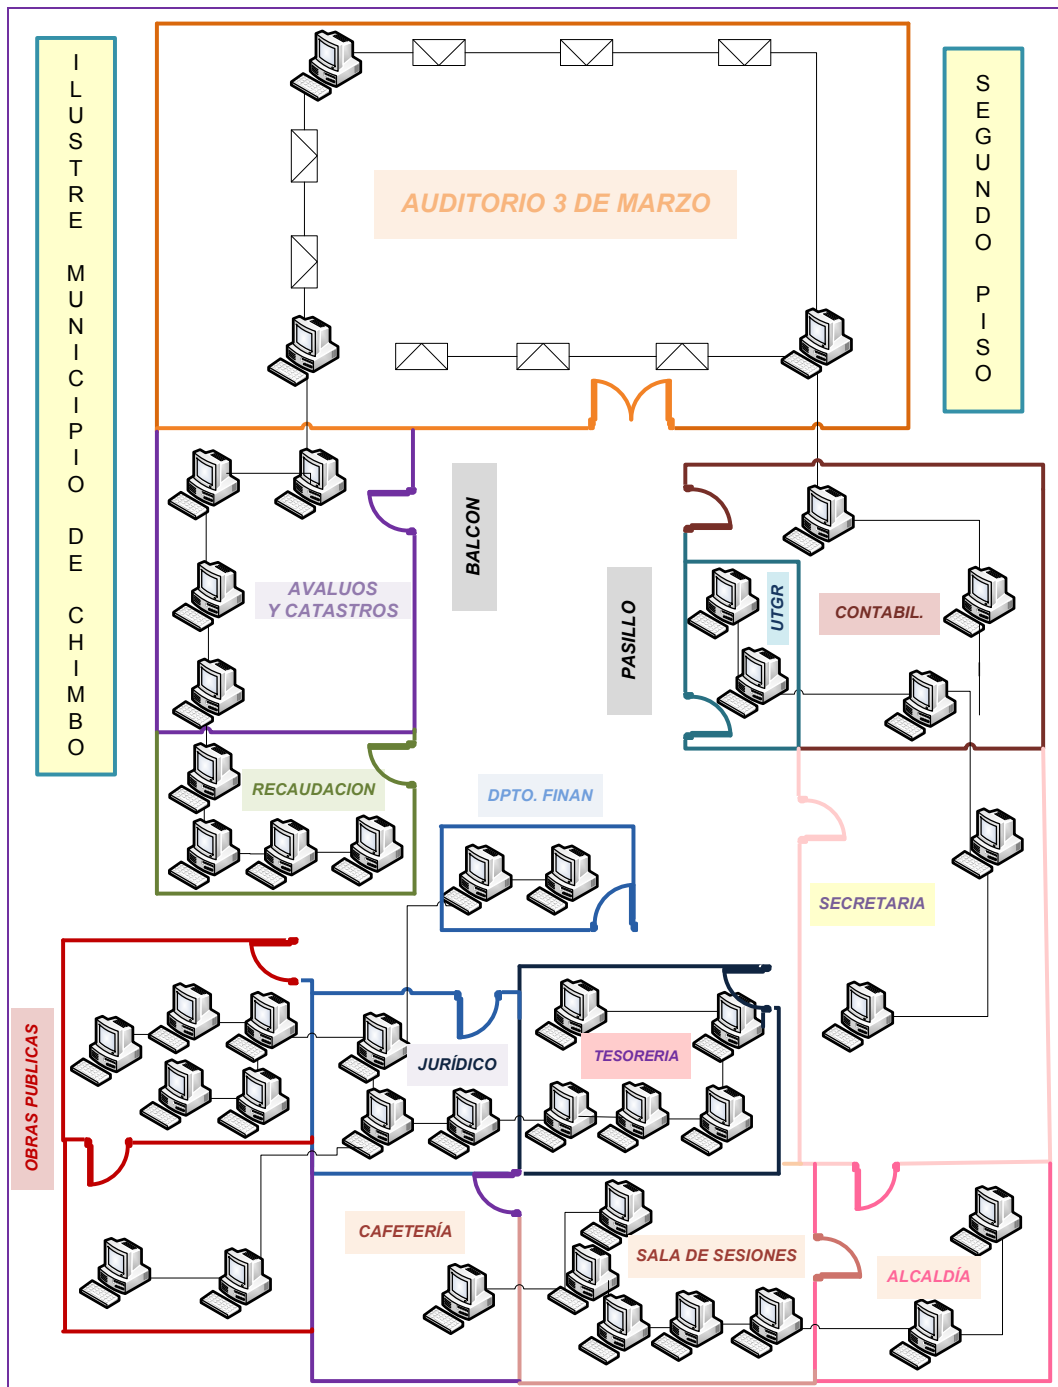 ILUSTRE MUNICIPIO DE CHIMBO
SEGUNDO PISO
AUDITORIO 3 DE MARZO
BALCON
AVALUOS
Y CATASTROS
PASILLO
UTGR
CONTABIL.
RECAUDACION
DPTO. FINAN
SECRETARIA
OBRAS PUBLICAS
JURÍDICO
TESORERIA
CAFETERÍA
SALA DE SESIONES
ALCALDÍA